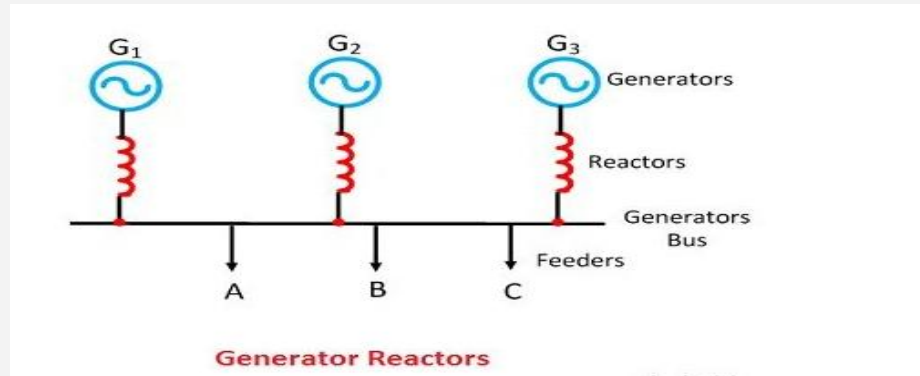 G₁
G₂
G₃
Generators
Reactors
Generators
Bus
Feeders
A
B
C
Generator Reactors